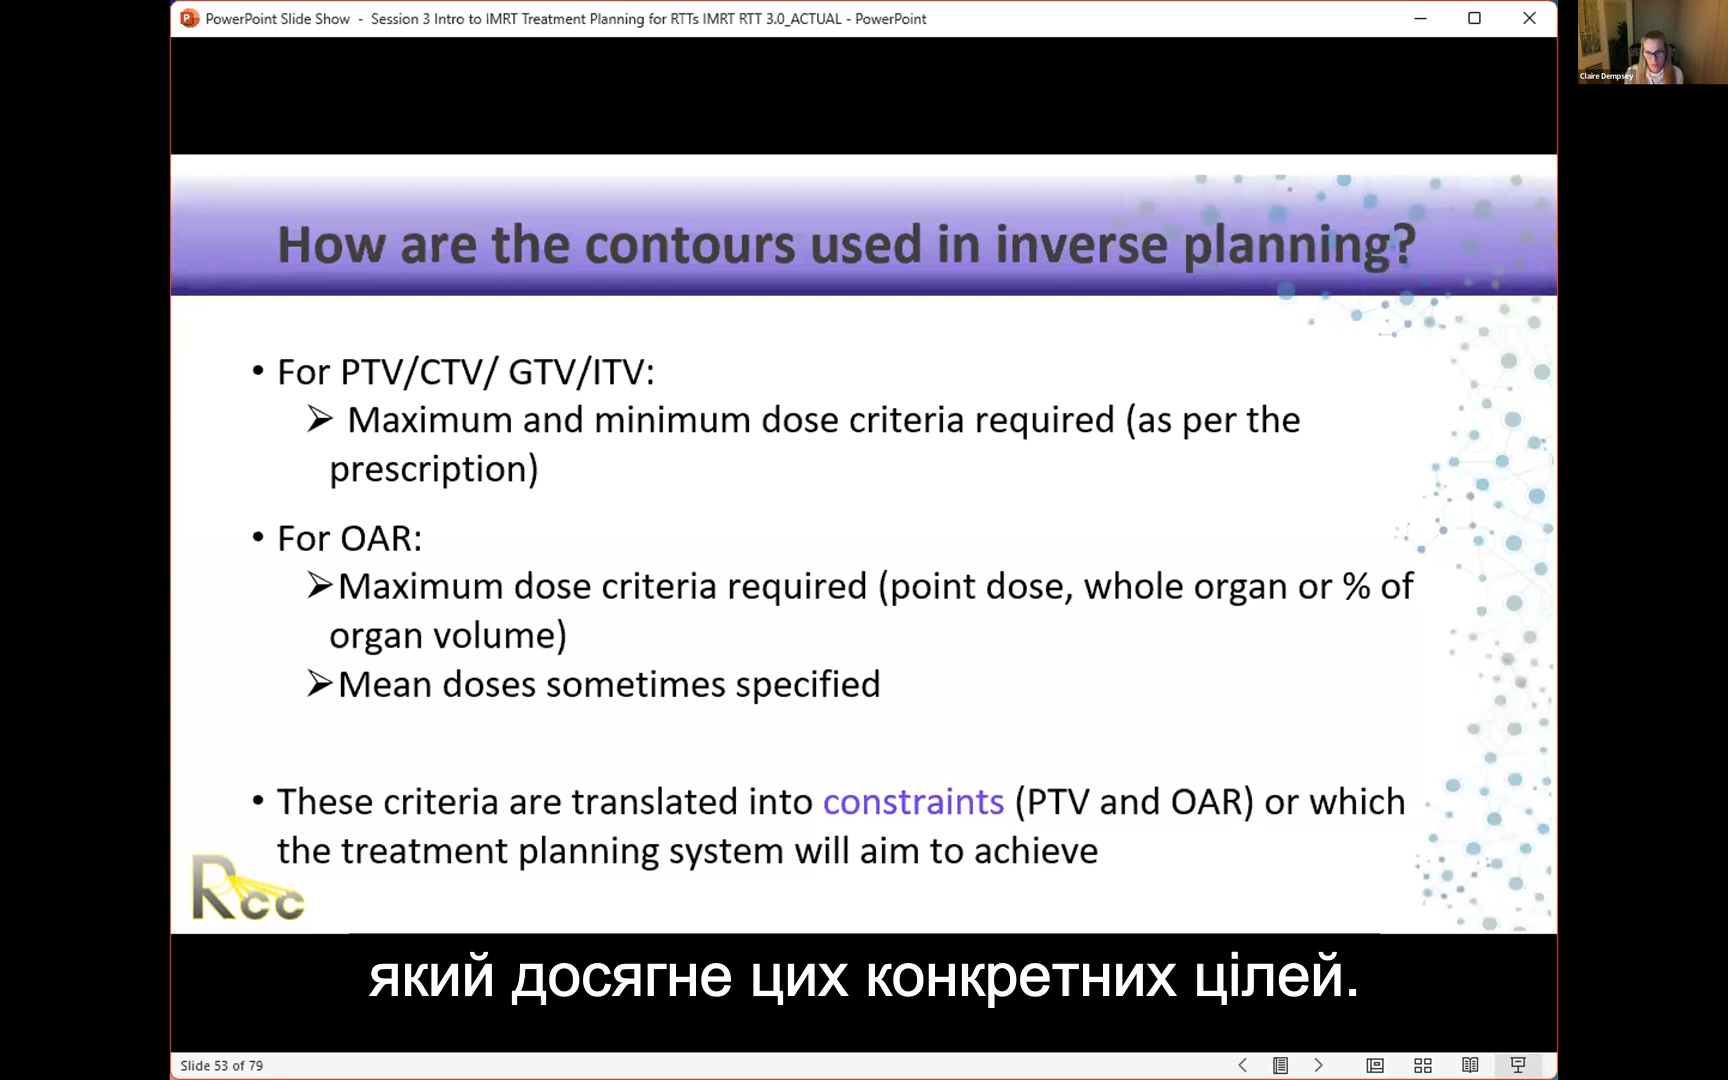 PowerPoint Slide Show - Session 3 Intro to IMRT Treatment Planning for RTTs IMRT RTT 3.0_ACTUAL - PowerPoint
Claire Dempsey
How are the contours used in inverse planning?
• For PTV/CTV/ GTV/ITV:
➢ Maximum and minimum dose criteria required (as per the
prescription)
• For OAR:
➢Maximum dose criteria required (point dose, whole organ or % of
organ volume)
➢Mean doses sometimes specified
• These criteria are translated into constraints (PTV and OAR) or which
the treatment planning system will aim to achieve
Rcc
який досягне цих конкретних цілей.
Slide 53 of 79